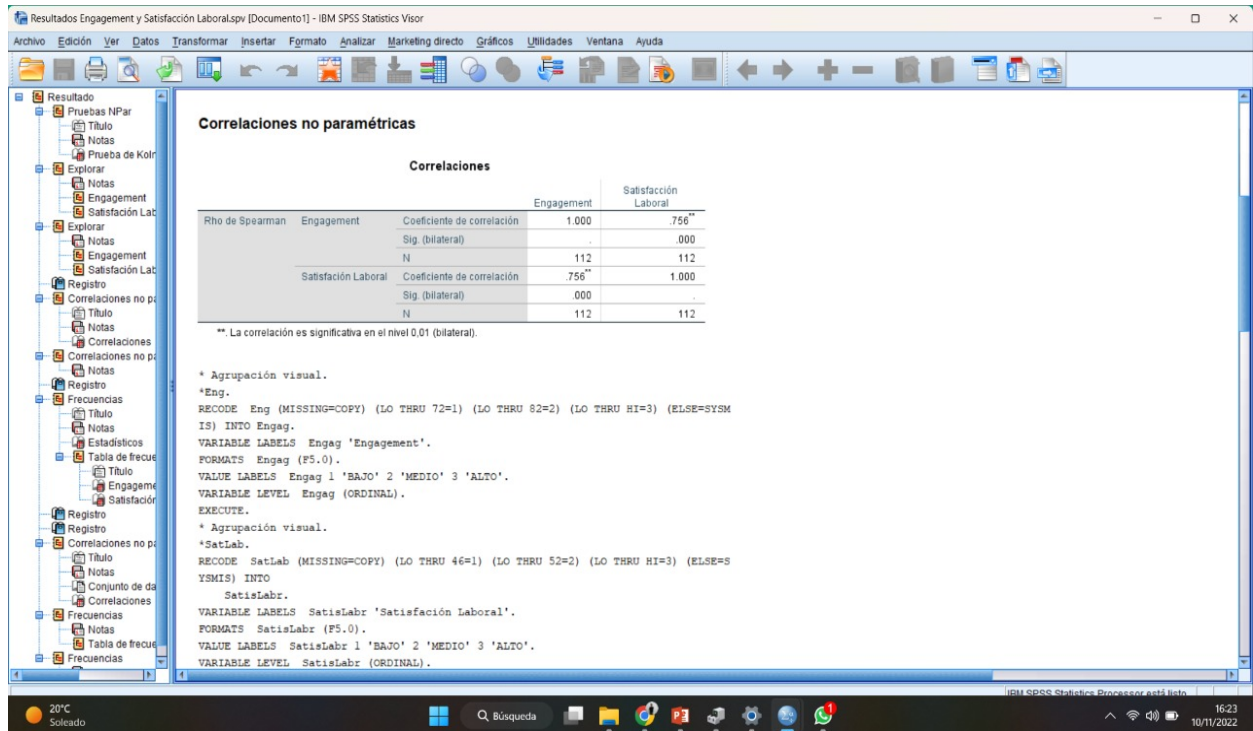 Resultados Engagement y Satisfacción Laboral.spv [Documento1] - IBM SPSS Statistics Visor
Archivo Edición Ver Datos Transformar Insertar Formato Analizar Marketing directo Gráficos Utilidades Ventana Ayuda
Resultado
Pruebas NPar
Título
Notas
Prueba de Kolr
Explorar
Notas
Engagement
Satisfación Lab
Explorar
Notas
Engagement
Satisfación Lab
Registro
Correlaciones no pa
Título
Notas
Correlaciones
Correlaciones no pa
Notas
Registro
Frecuencias
Título
Notas
Estadísticos
Tabla de frecue
Título
Engageme
Satisfación
Registro
Registro
Correlaciones no pa
Título
Notas
Conjunto de da
Correlaciones
Frecuencias
Notas
Tabla de frecue
Frecuencias
Correlaciones no paramétricas
Correlaciones
Engagement Satisfacción Laboral
Rho de Spearman Engagement Coeficiente de correlación 1.000 .756**
Sig. (bilateral) . .000
N 112 112
Satisfación Laboral Coeficiente de correlación .756** 1.000
Sig. (bilateral) .000 .
N 112 112
**. La correlación es significativa en el nivel 0,01 (bilateral).
* Agrupación visual.
*Eng.
RECODE Eng (MISSING=COPY) (LO THRU 72=1) (LO THRU 82=2) (LO THRU HI=3) (ELSE=SYSM
IS) INTO Engag.
VARIABLE LABELS Engag 'Engagement'.
FORMATS Engag (F5.0).
VALUE LABELS Engag 1 'BAJO' 2 'MEDIO' 3 'ALTO'.
VARIABLE LEVEL Engag (ORDINAL).
EXECUTE.
* Agrupación visual.
*SatLab.
RECODE SatLab (MISSING=COPY) (LO THRU 46=1) (LO THRU 52=2) (LO THRU HI=3) (ELSE=S
YSMIS) INTO
SatisLabr.
VARIABLE LABELS SatisLabr 'Satisfación Laboral'.
FORMATS SatisLabr (F5.0).
VALUE LABELS SatisLabr 1 'BAJO' 2 'MEDIO' 3 'ALTO'.
VARIABLE LEVEL SatisLabr (ORDINAL).
IBM SPSS Statistics Processor está listo
20°C
Soleado
Búsqueda
16:23
10/11/2022